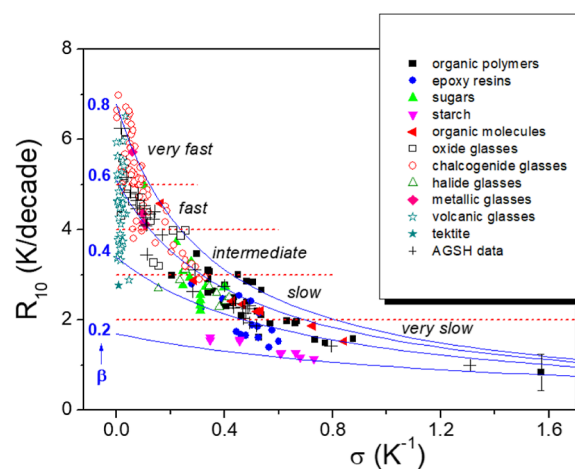 8
6
4
2
0
R10 (K/decade)
0.8
0.6
0.4
0.2
β
very fast
fast
intermediate
slow
very slow
organic polymers
epoxy resins
sugars
starch
organic molecules
oxide glasses
chalcogenide glasses
halide glasses
metallic glasses
volcanic glasses
tektite
AGSH data
0.0 0.4 0.8 1.2 1.6
σ (K-1)